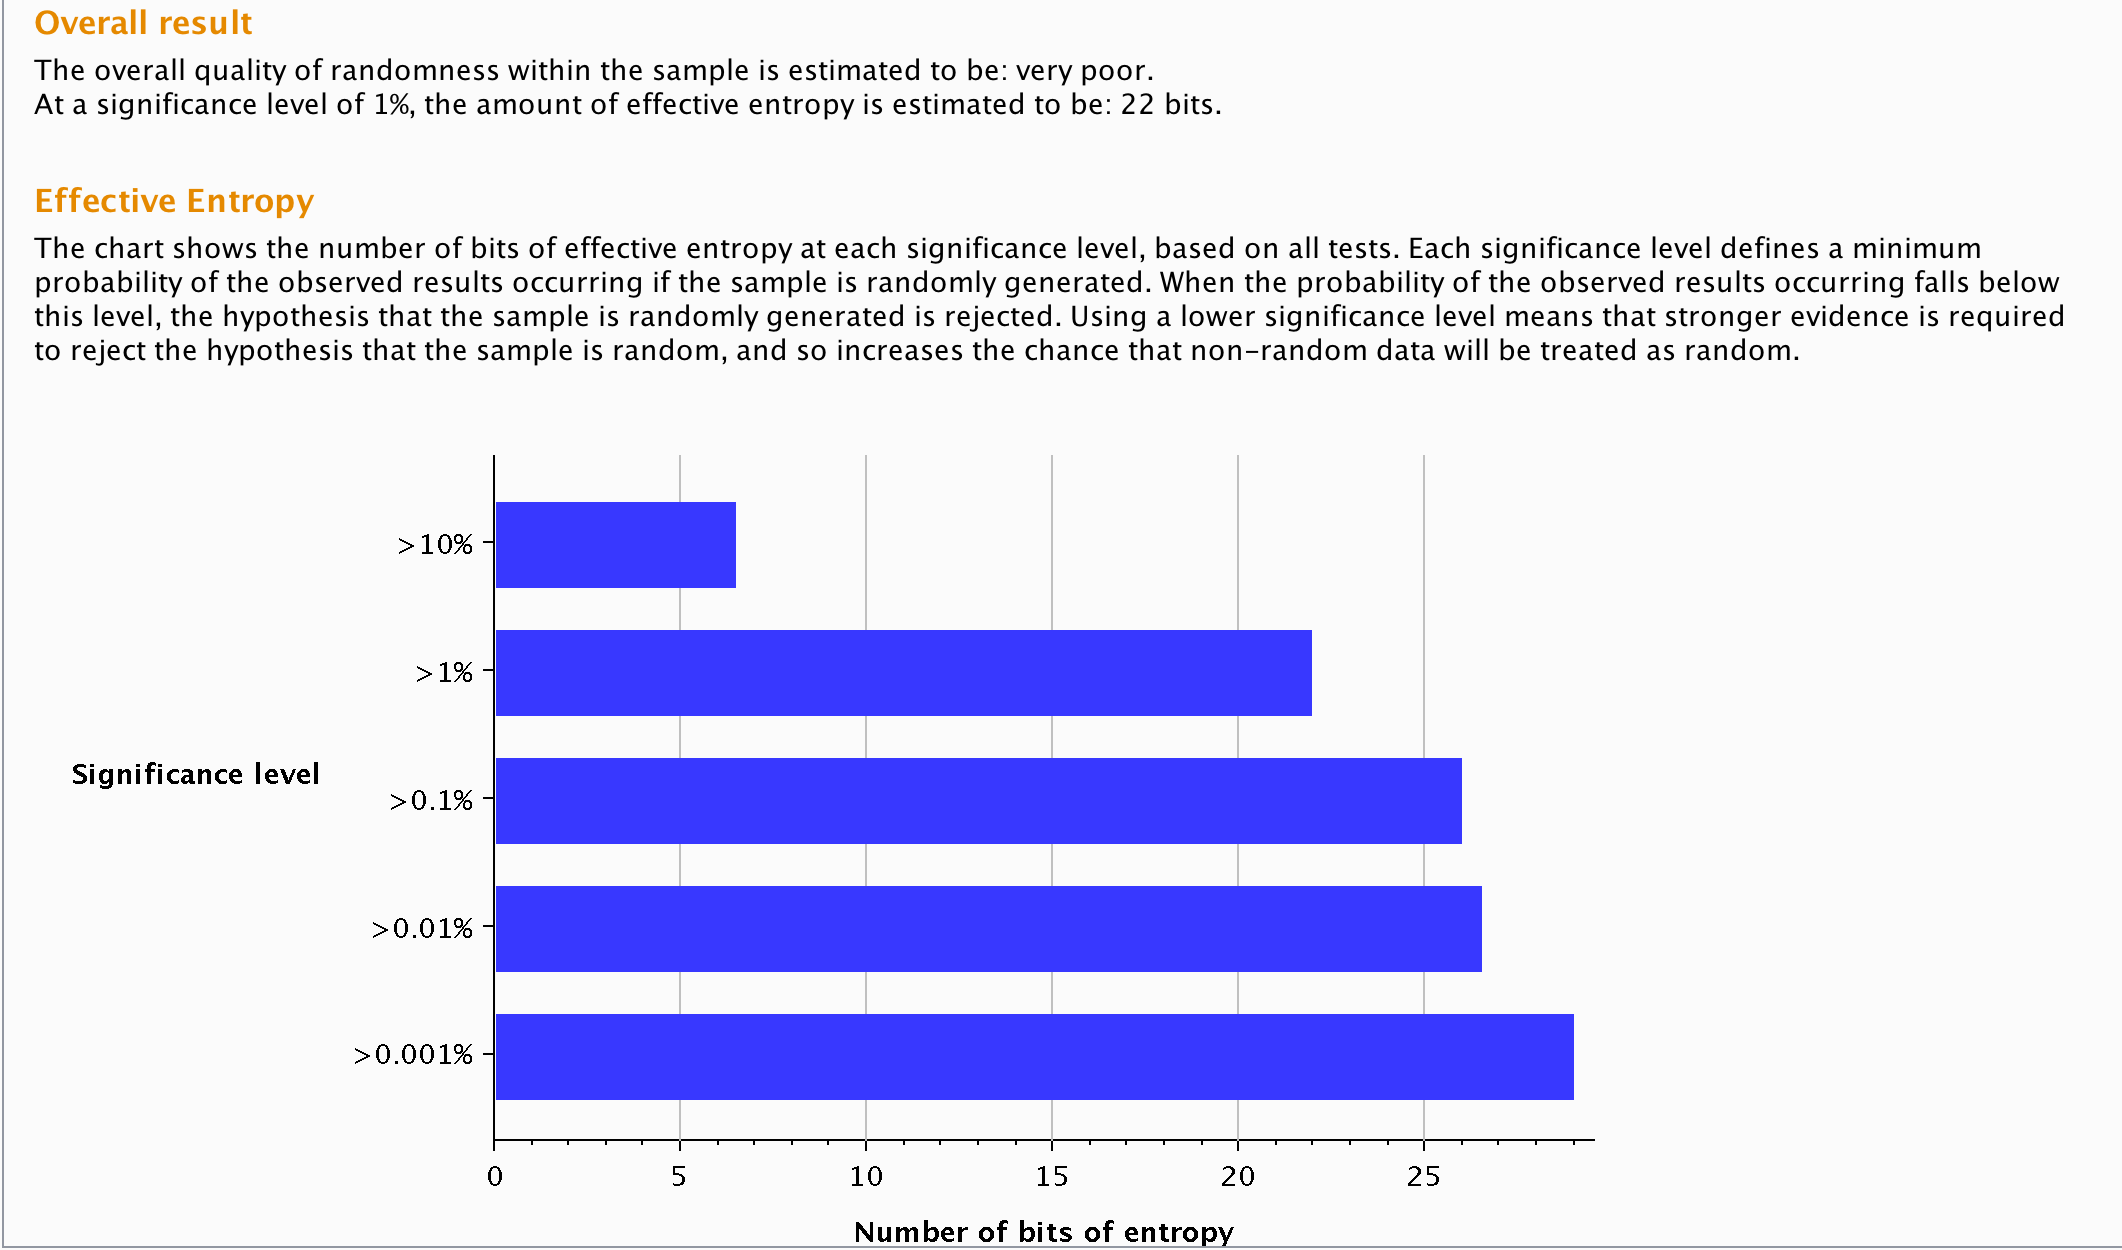 Overall result
The overall quality of randomness within the sample is estimated to be: very poor.
At a significance level of 1%, the amount of effective entropy is estimated to be: 22 bits.
Effective Entropy
The chart shows the number of bits of effective entropy at each significance level, based on all tests. Each significance level defines a minimum
probability of the observed results occurring if the sample is randomly generated. When the probability of the observed results occurring falls below
this level, the hypothesis that the sample is randomly generated is rejected. Using a lower significance level means that stronger evidence is required
to reject the hypothesis that the sample is random, and so increases the chance that non-random data will be treated as random.
>10%
>1%
Significance level
>0.1%
>0.01%
>0.001%
0 5 10 15 20 25
Number of bits of entropy